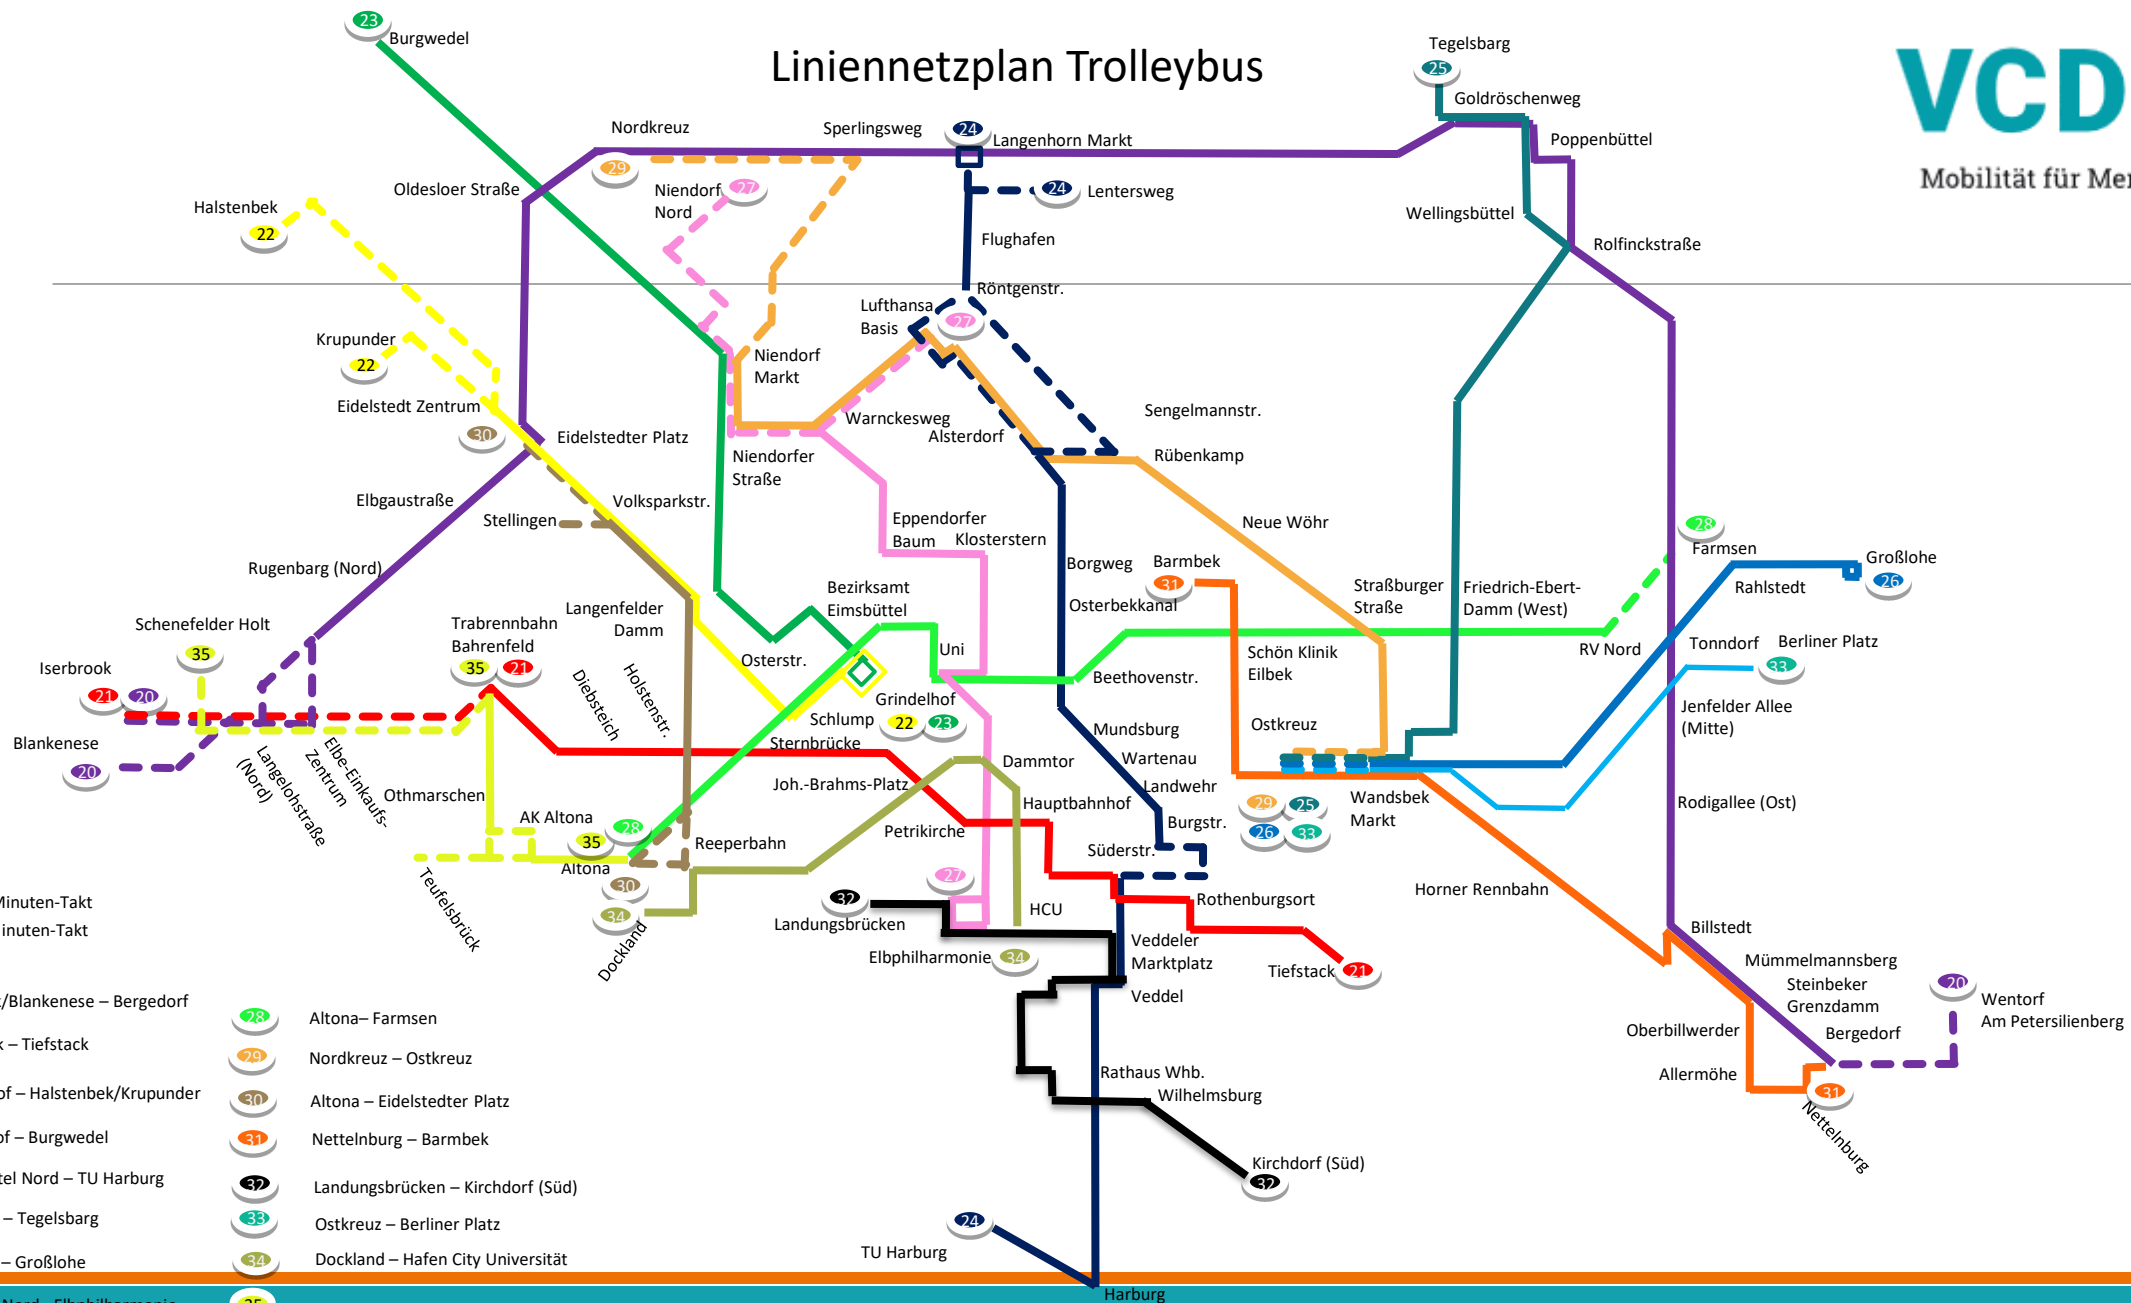 Liniennetzplan Trolleybus
VCD
Mobilität für Me
23
Burgwedel
Tegelsbarg
25
Goldröschenweg
Poppenbüttel
Nordkreuz
29
Sperlingsweg
24
Langenhorn Markt
24
Lentersweg
Oldesloer Straße
Niendorf
Nord
27
Halstenbek
22
Wellingsbüttel
Rolfinckstraße
Flughafen
Röntgenstr.
Lufthansa
Basis
27
Krupunder
22
Niendorf
Markt
Eidelstedt Zentrum
30
Eidelstedter Platz
Warnckesweg
Alsterdorf
Sengelmannstr.
Rübenkamp
Niendorfer
Straße
Elbgaustraße
Volksparkstr.
Stellingen
Eppendorfer
Baum
Klosterstern
Neue Wöhr
28
Farmsen
Großlohe
26
Rahlstedt
Rugenbarg (Nord)
Borgweg
Barmbek
31
Bezirksamt
Eimsbüttel
Osterbekkanal
Straßburger
Straße
Friedrich-Ebert-
Damm (West)
Langenfelder
Damm
Schenefelder Holt
35
Trabrennbahn
Bahrenfeld
35
21
Iserbrook
21
20
Osterstr.
Uni
Schön Klinik
Eilbek
RV Nord
Tonndorf
Berliner Platz
33
Beethovenstr.
Diebsteich
Holstenstr.
Grindelhof
22
23
Schlump
Jenfelder Allee
(Mitte)
Blankenese
20
Langelohstraße
(Nord)
Elbe-Einkaufs-
Zentrum
Sternbrücke
Mundsburg
Ostkreuz
Wartenau
Dammtor
Joh.-Brahms-Platz
Landwehr
Othmarschen
Hauptbahnhof
29
25
26
33
Wandsbek
Markt
Rodigallee (Ost)
AK Altona
35
28
Altona
Reeperbahn
Petrikirche
Burgstr.
Süderstr.
Teufelsbrück
30
34
Dockland
27
32
Landungsbrücken
HCU
Rothenburgsort
Horner Rennbahn
Elbphilharmonie
34
Veddeler
Marktplatz
Veddel
Tiefstack
21
Billstedt
Mümmelmannsberg
Steinbeker
Grenzdamm
20
Wentorf
Am Petersilienberg
Oberbillwerder
Bergedorf
Allermöhe
31
Nettelnburg
Rathaus Whb.
Wilhelmsburg
Kirchdorf (Süd)
32
24
TU Harburg
Harburg
Minuten-Takt
inuten-Takt
/Blankenese – Bergedorf
– Tiefstack
of – Halstenbek/Krupunder
of – Burgwedel
tel Nord – TU Harburg
– Tegelsbarg
– Großlohe
Nord - Elbphilharmonie
28 Altona– Farmsen
29 Nordkreuz – Ostkreuz
30 Altona – Eidelstedter Platz
31 Nettelnburg – Barmbek
32 Landungsbrücken – Kirchdorf (Süd)
33 Ostkreuz – Berliner Platz
34 Dockland – Hafen City Universität
35